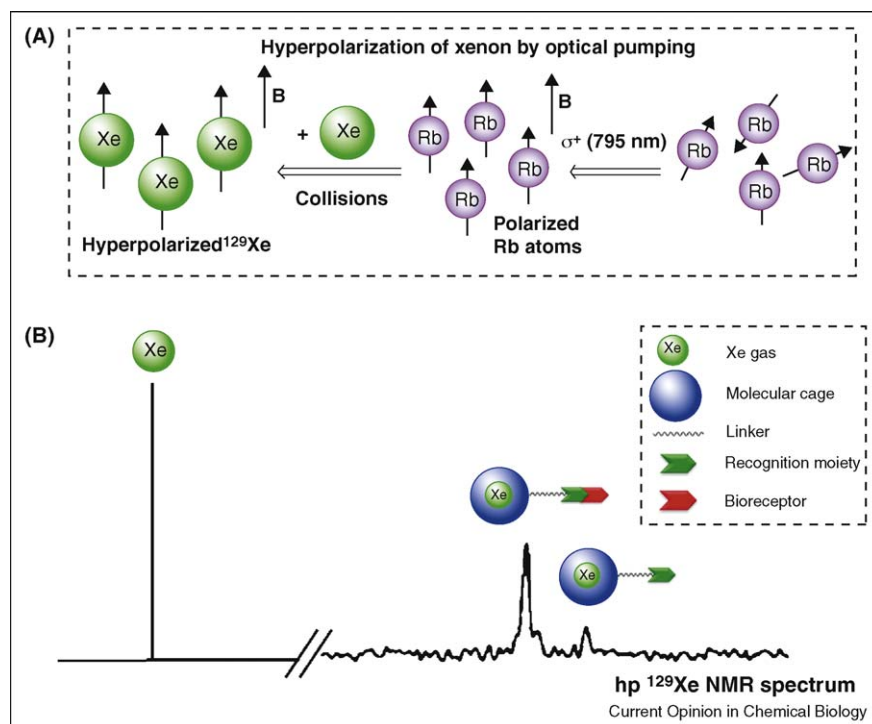 (A)
Hyperpolarization of xenon by optical pumping
Xe
Xe
Xe
B
+
Xe
Collisions
Hyperpolarized¹²⁹Xe
Rb
Rb
Rb
Rb
B
Polarized
Rb atoms
σ⁺ (795 nm)
Rb
Rb
Rb
Rb
(B)
Xe
Xe
Xe gas
Molecular cage
Linker
Recognition moiety
Bioreceptor
Xe
Xe
hp ¹²⁹Xe NMR spectrum
Current Opinion in Chemical Biology